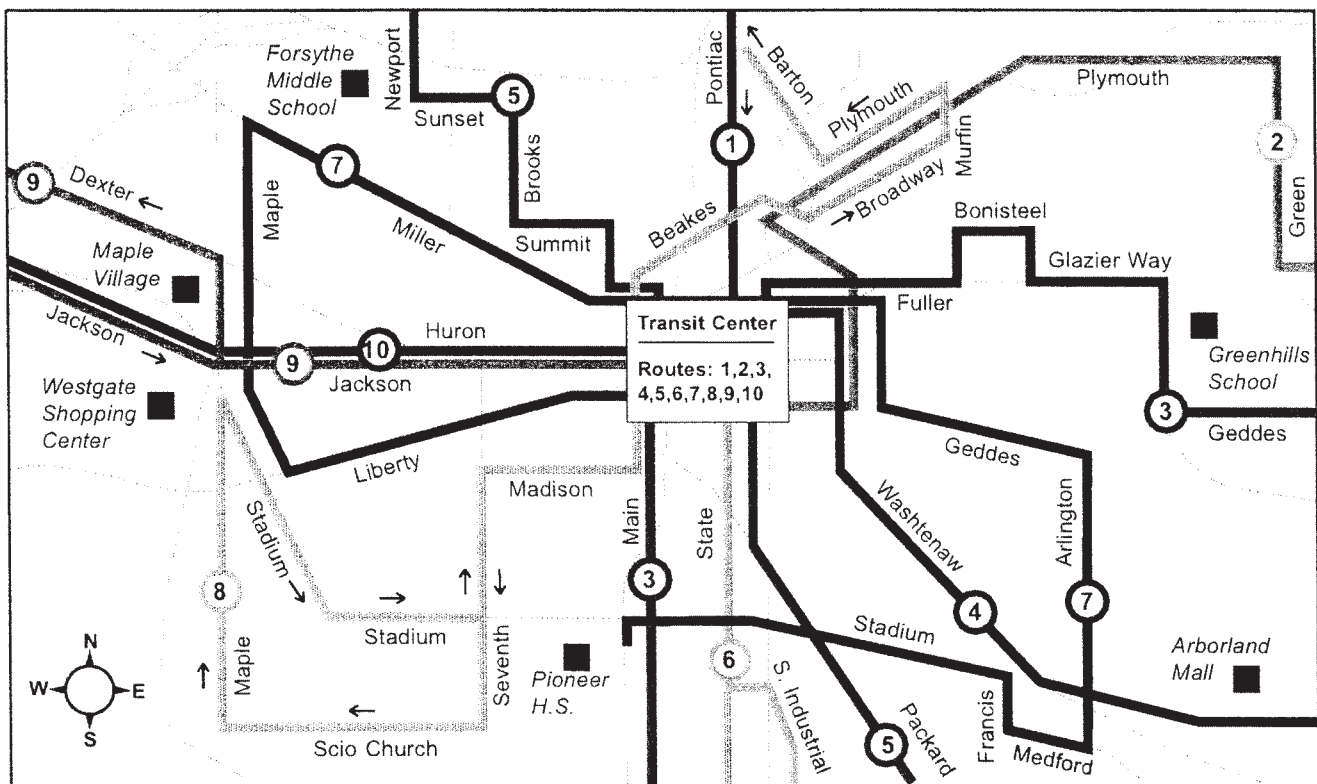 Forsythe
Middle
School
Newport
Sunset
5
Brooks
Summit
Pontiac
1
Barton
Plymouth
Murfin
Broadway
Plymouth
2
Green
9
Dexter
Maple
7
Miller
Beakes
Bonisteel
Glazier Way
Fuller
Maple
Village
Jackson
Huron
10
9
Jackson
Transit Center
Routes: 1,2,3,
4,5,6,7,8,9,10
Greenhills
School
3
Geddes
Westgate
Shopping
Center
Liberty
Madison
Main
State
Geddes
Washtenaw
Arlington
Stadium
8
Maple
Stadium
Seventh
3
4
7
Stadium
Pioneer
H.S.
6
S. Industrial
Packard
5
Francis
Medford
Arborland
Mall
Scio Church
N
W
E
S